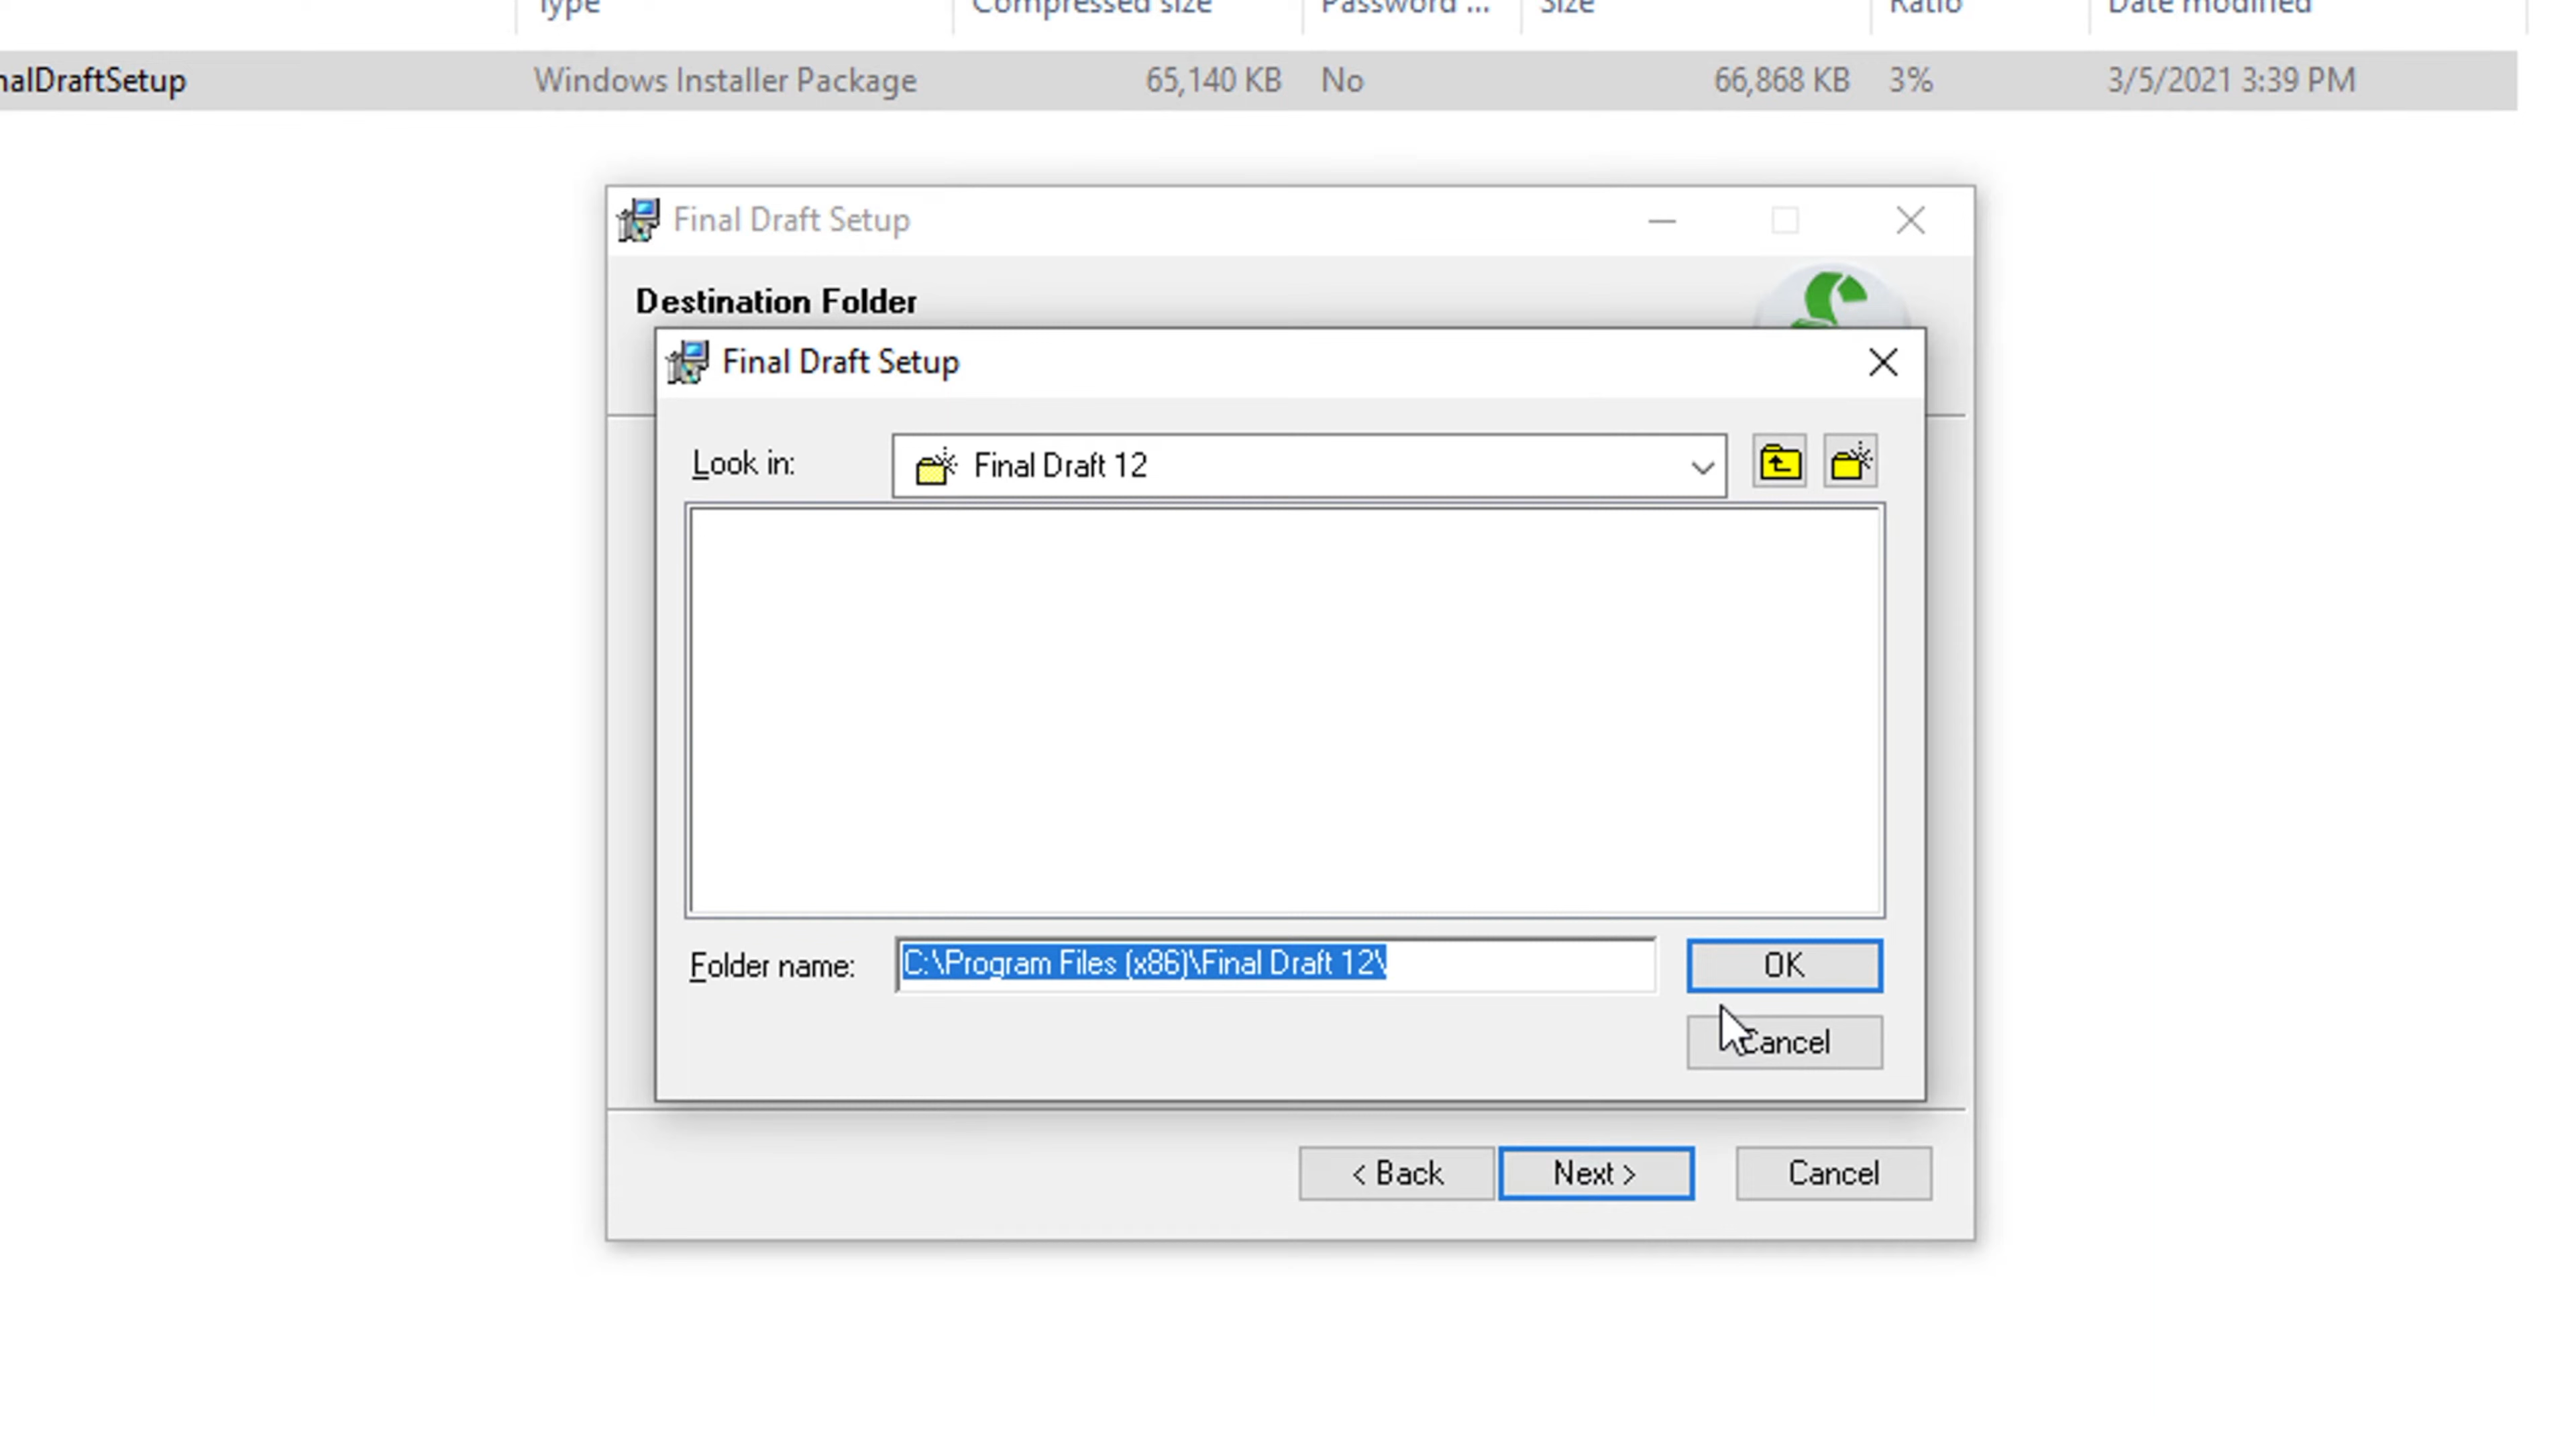 Type Compressed size Password ... Size Ratio Date modified
nalDraftSetup Windows Installer Package 65,140 KB No 66,868 KB 3% 3/5/2021 3:39 PM
Final Draft Setup
Destination Folder
Final Draft Setup
Look in: Final Draft 12
Folder name: C:\Program Files (x86)\Final Draft 12\ OK
Cancel
< Back Next > Cancel